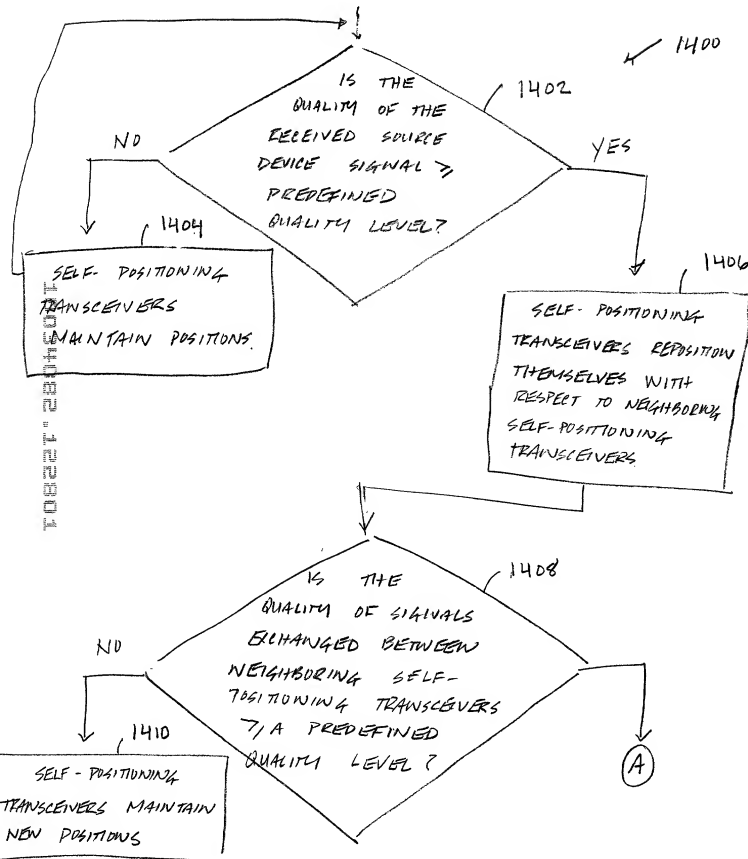 1400
IS THE
QUALITY OF THE
RECEIVED SOURCE
DEVICE SIGNAL ≥
PREDEFINED
QUALITY LEVEL?
1402
NO
YES
1404
SELF-POSITIONING
TRANSCEIVERS
MAINTAIN POSITIONS.
1406
SELF-POSITIONING
TRANSCEIVERS REPOSITION
THEMSELVES WITH
RESPECT TO NEIGHBORING
SELF-POSITIONING
TRANSCEIVERS
10034082.122801
IS THE
QUALITY OF SIGNALS
EXCHANGED BETWEEN
NEIGHBORING SELF-
POSITIONING TRANSCEIVERS
≥ A PREDEFINED
QUALITY LEVEL?
1408
NO
A
1410
SELF-POSITIONING
TRANSCEIVERS MAINTAIN
NEW POSITIONS